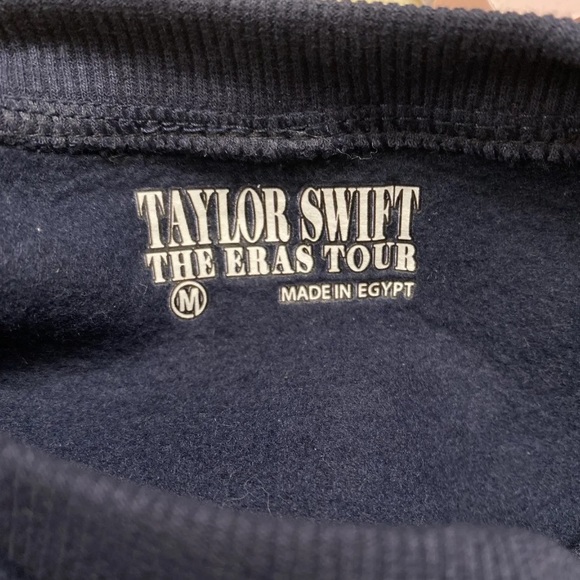 TAYLOR SWIFT
THE ERAS TOUR
M MADE IN EGYPT